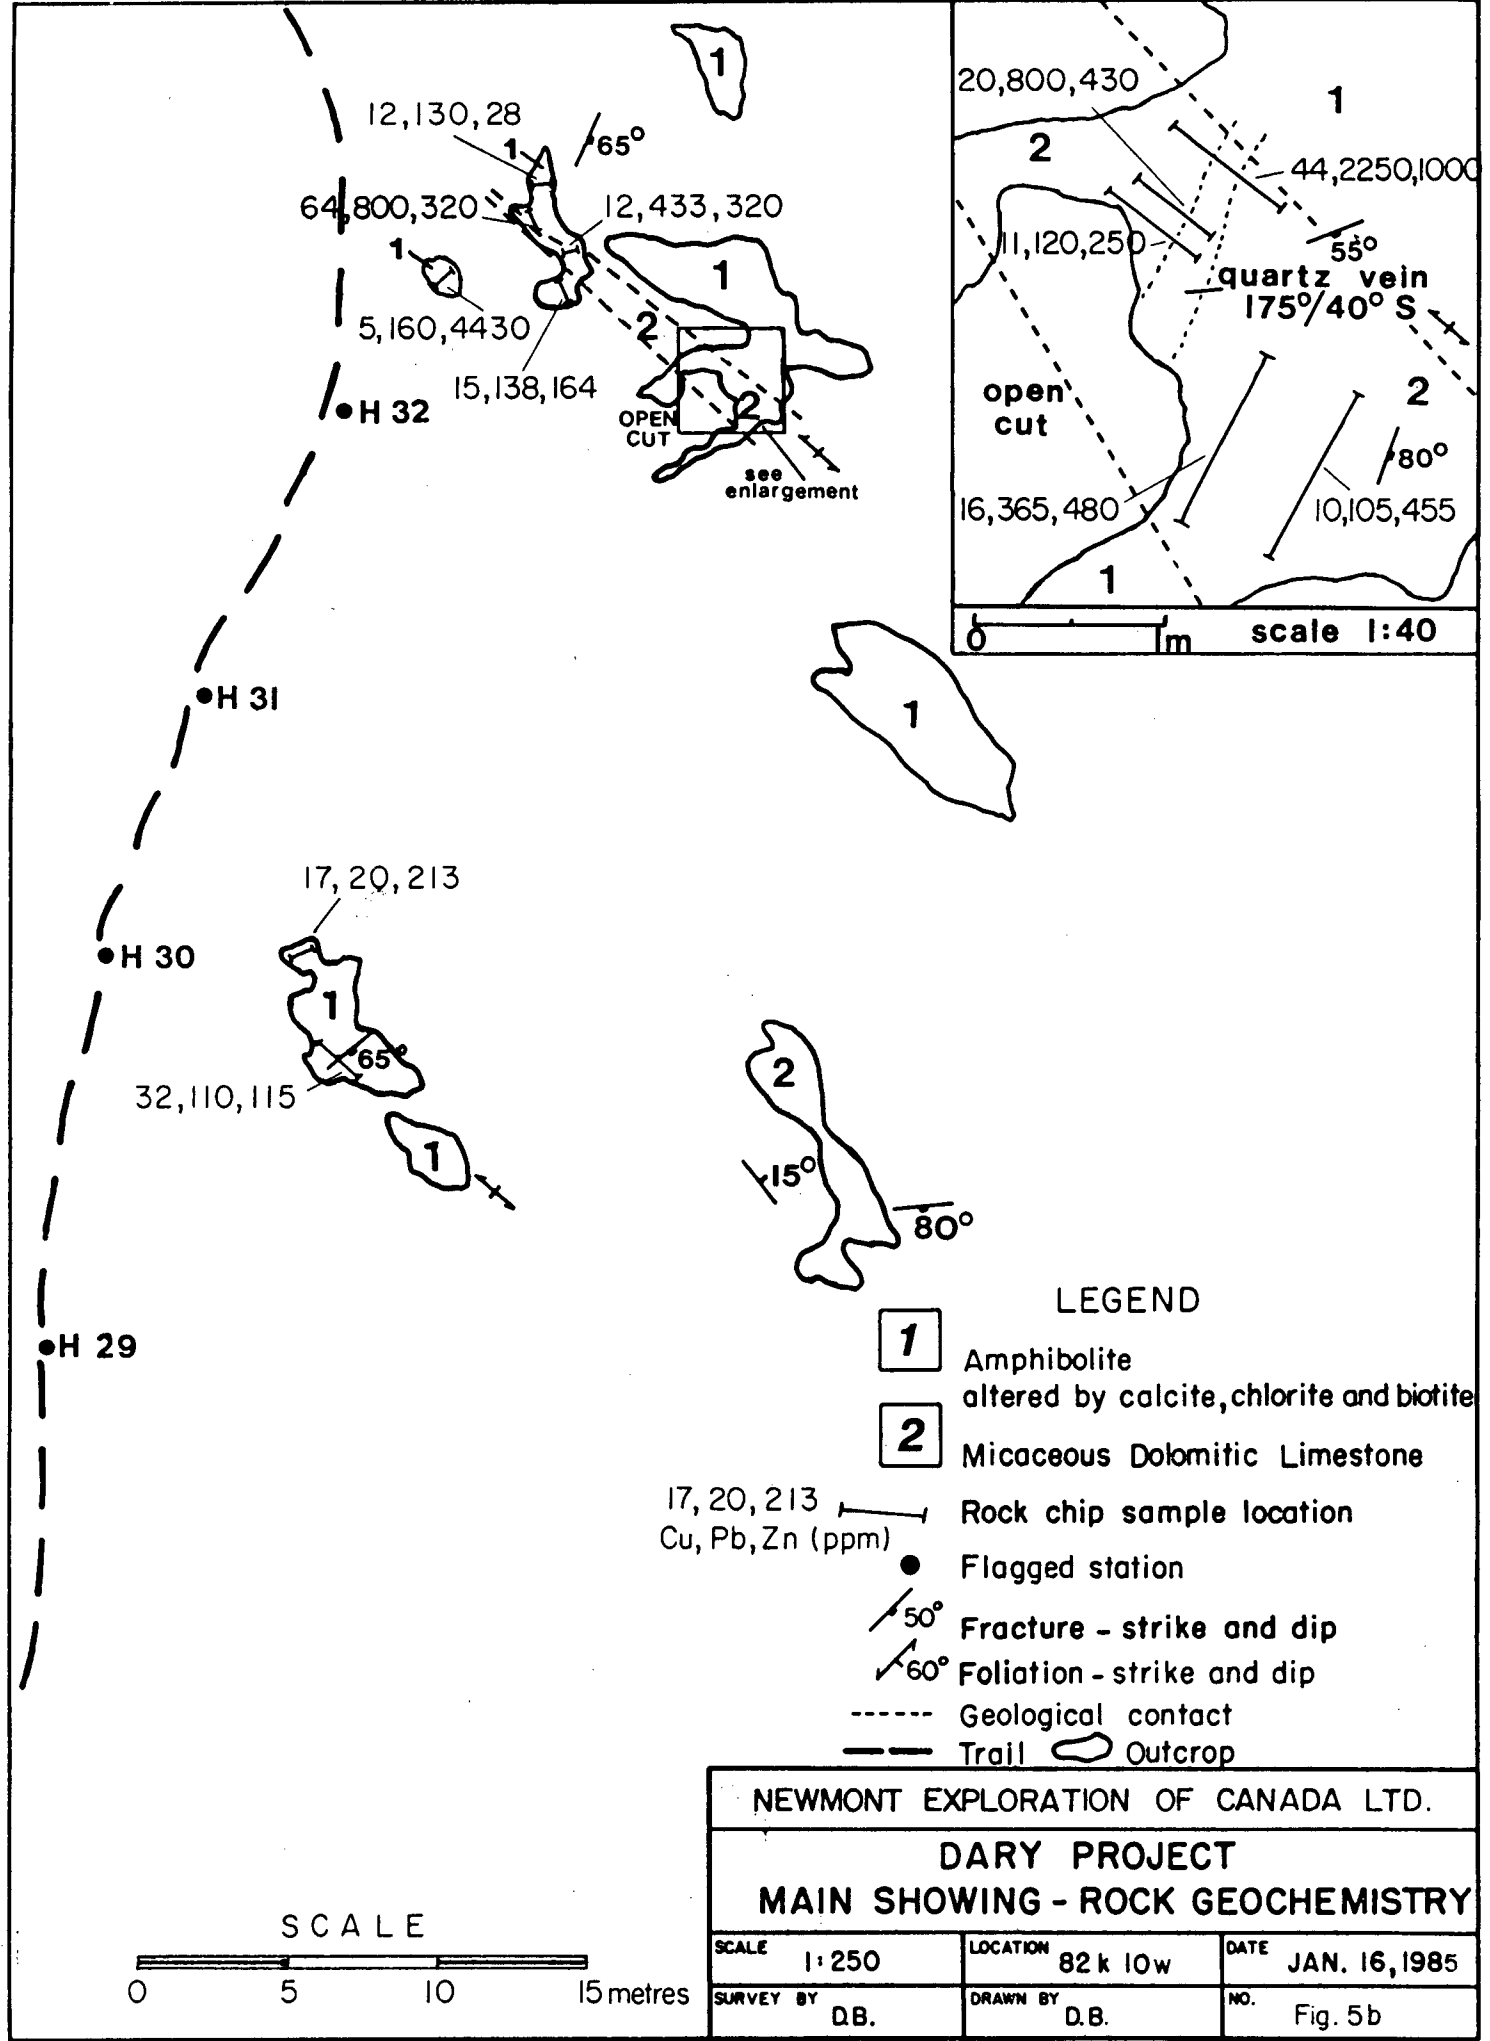 1
12,130,28
1
65°
64,800,320
12,433,320
1
1
5,160,4430
2
15,138,164
H 32
OPEN
CUT
2
see
enlargement
20,800,430
1
2
44,2250,1000
11,120,250
55°
quartz vein
175°/40° S
open
cut
2
80°
16,365,480
10,105,455
1
0 1m scale 1:40
H 31
1
17, 20, 213
H 30
1
65°
32,110,115
1
2
15°
80°
H 29
LEGEND
1 Amphibolite
altered by calcite, chlorite and biotite
2 Micaceous Dolomitic Limestone
17, 20, 213 Rock chip sample location
Cu, Pb, Zn (ppm)
Flagged station
50° Fracture - strike and dip
60° Foliation - strike and dip
Geological contact
Trail Outcrop
NEWMONT EXPLORATION OF CANADA LTD.
DARY PROJECT
MAIN SHOWING - ROCK GEOCHEMISTRY
SCALE 1:250
LOCATION 82 k 10 w
DATE JAN. 16, 1985
SURVEY BY D.B.
DRAWN BY D.B.
NO. Fig. 5b
SCALE
0 5 10 15 metres